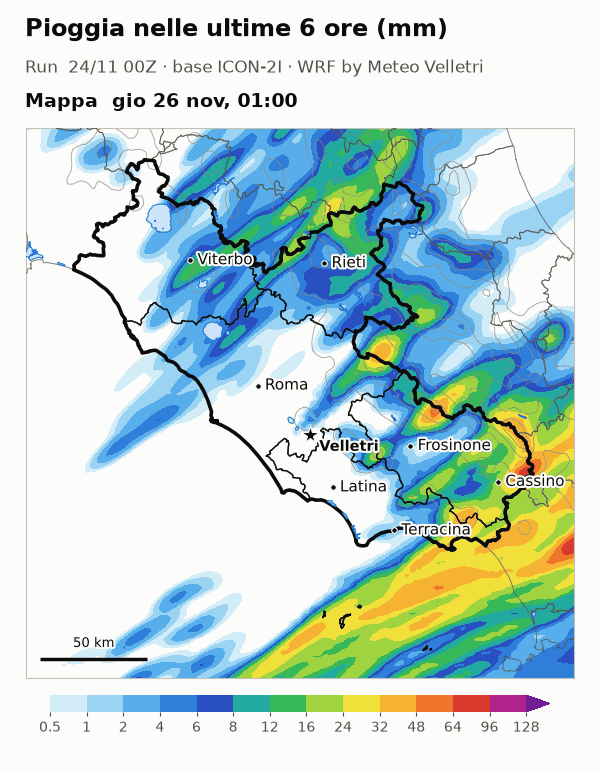 Pioggia nelle ultime 6 ore (mm)
Run  24/11 00Z · base ICON-2I · WRF by Meteo Velletri
Mappa  gio 26 nov, 01:00
Viterbo
Rieti
Roma
Velletri
Frosinone
Latina
Cassino
Terracina
50 km
0.5 1 2 4 6 8 12 16 24 32 48 64 96 128